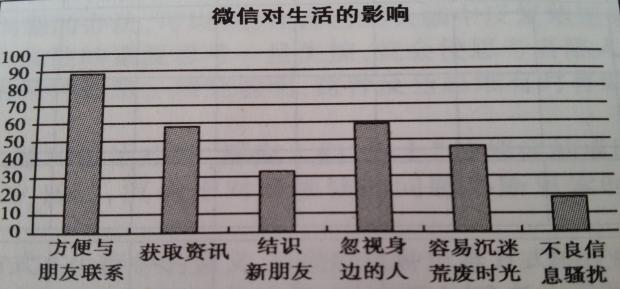 微信对生活的影响
100
90
80
70
60
50
40
30
20
10
0
方便与
朋友联系
获取资讯
结识
新朋友
忽视身
边的人
容易沉迷
荒废时光
不良信
息骚扰